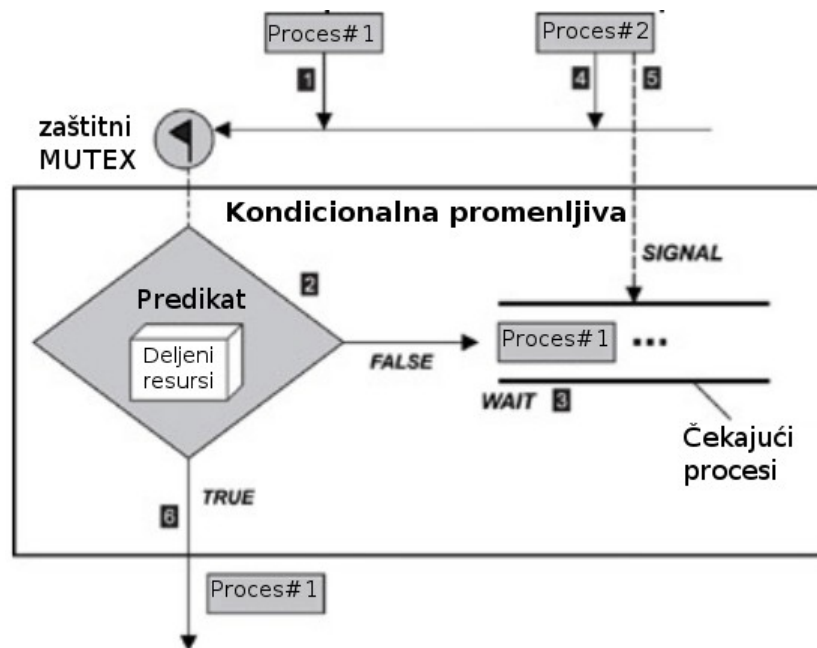 Proces#1
Proces#2
1
4
5
zaštitni
MUTEX
Kondicionalna promenljiva
SIGNAL
2
Predikat
Deljeni
resursi
FALSE
Proces#1 ...
WAIT 3
Čekajući
procesi
TRUE
6
Proces#1